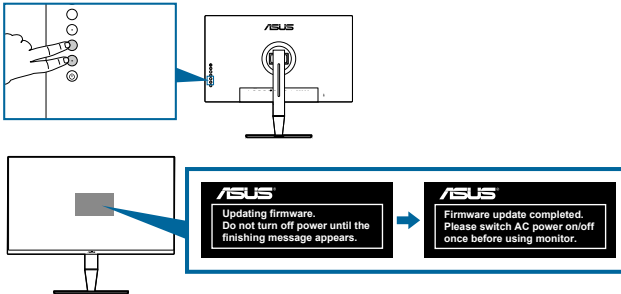 ASUS
ASUS
Updating firmware.
Do not turn off power until the
finishing message appears.
ASUS
Firmware update completed.
Please switch AC power on/off
once before using monitor.